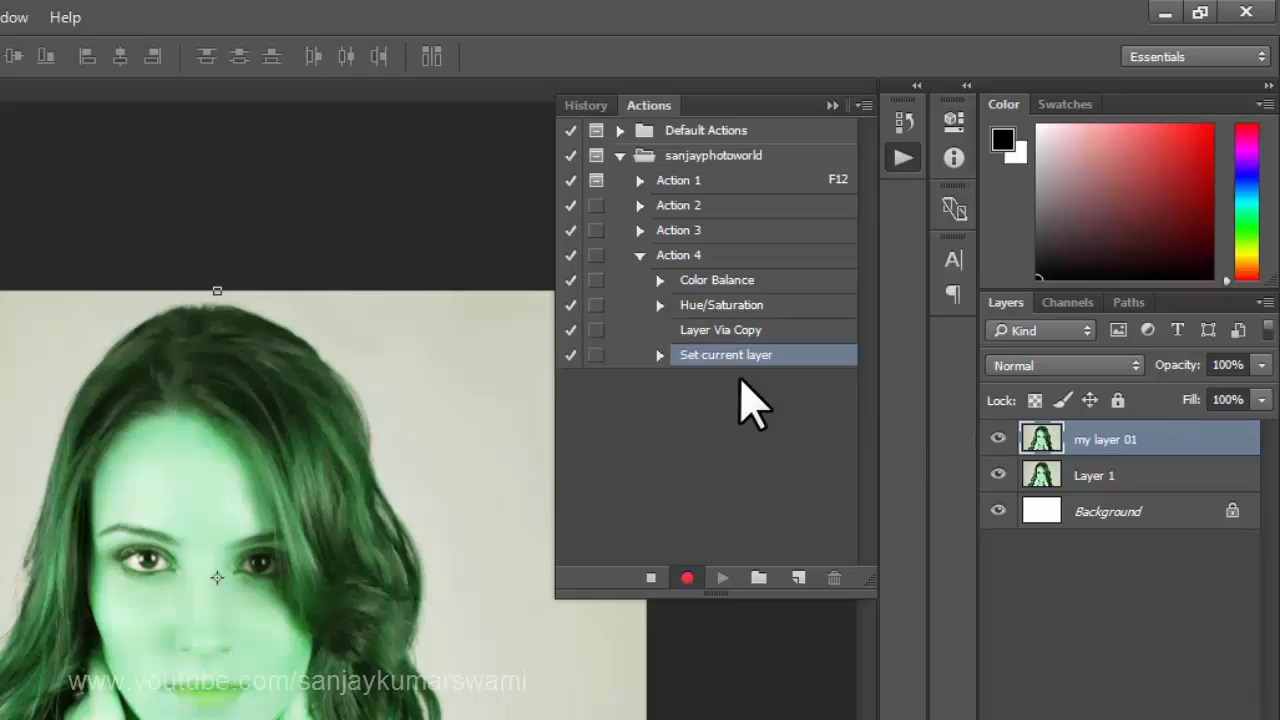 dow Help
Essentials
History Actions
Default Actions
sanjayphotoworld
Action 1 F12
Action 2
Action 3
Action 4
Color Balance
Hue/Saturation
Layer Via Copy
Set current layer
Color Swatches
Layers Channels Paths
Kind
Normal Opacity: 100%
Lock: Fill: 100%
my layer 01
Layer 1
Background
www.youtube.com/sanjaykumarswami